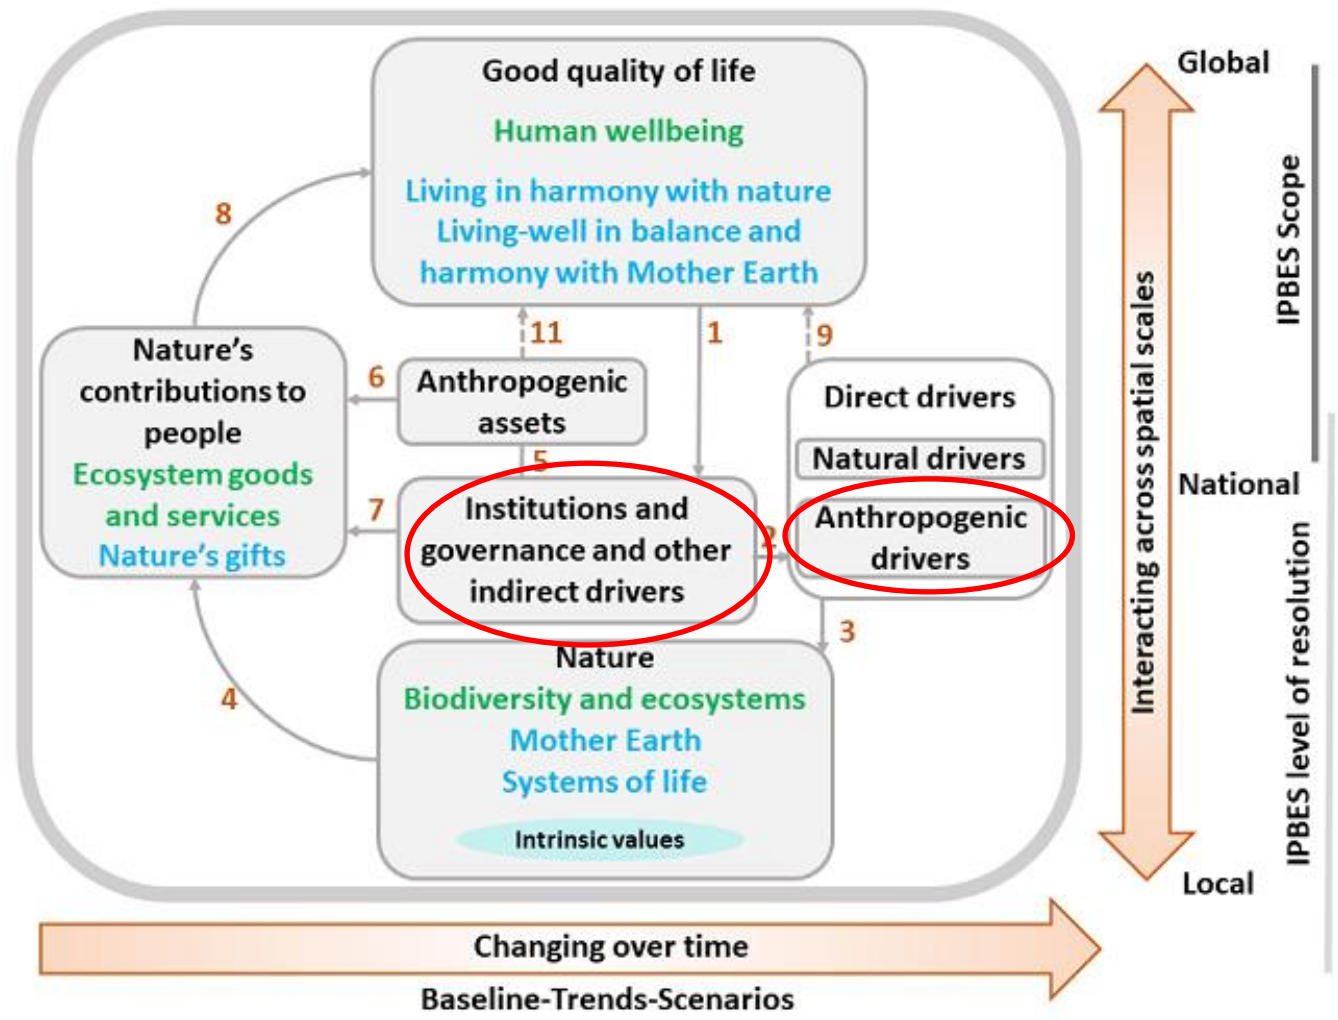 Good quality of life
Human wellbeing
Living in harmony with nature
Living-well in balance and
harmony with Mother Earth
8
11
1
9
Nature's
contributions to
people
Ecosystem goods
and services
Nature's gifts
6
Anthropogenic
assets
5
7
Institutions and
governance and other
indirect drivers
2
Direct drivers
Natural drivers
Anthropogenic
drivers
3
4
Nature
Biodiversity and ecosystems
Mother Earth
Systems of life
Intrinsic values
Global
National
Local
Interacting across spatial scales
IPBES Scope
IPBES level of resolution
Changing over time
Baseline-Trends-Scenarios